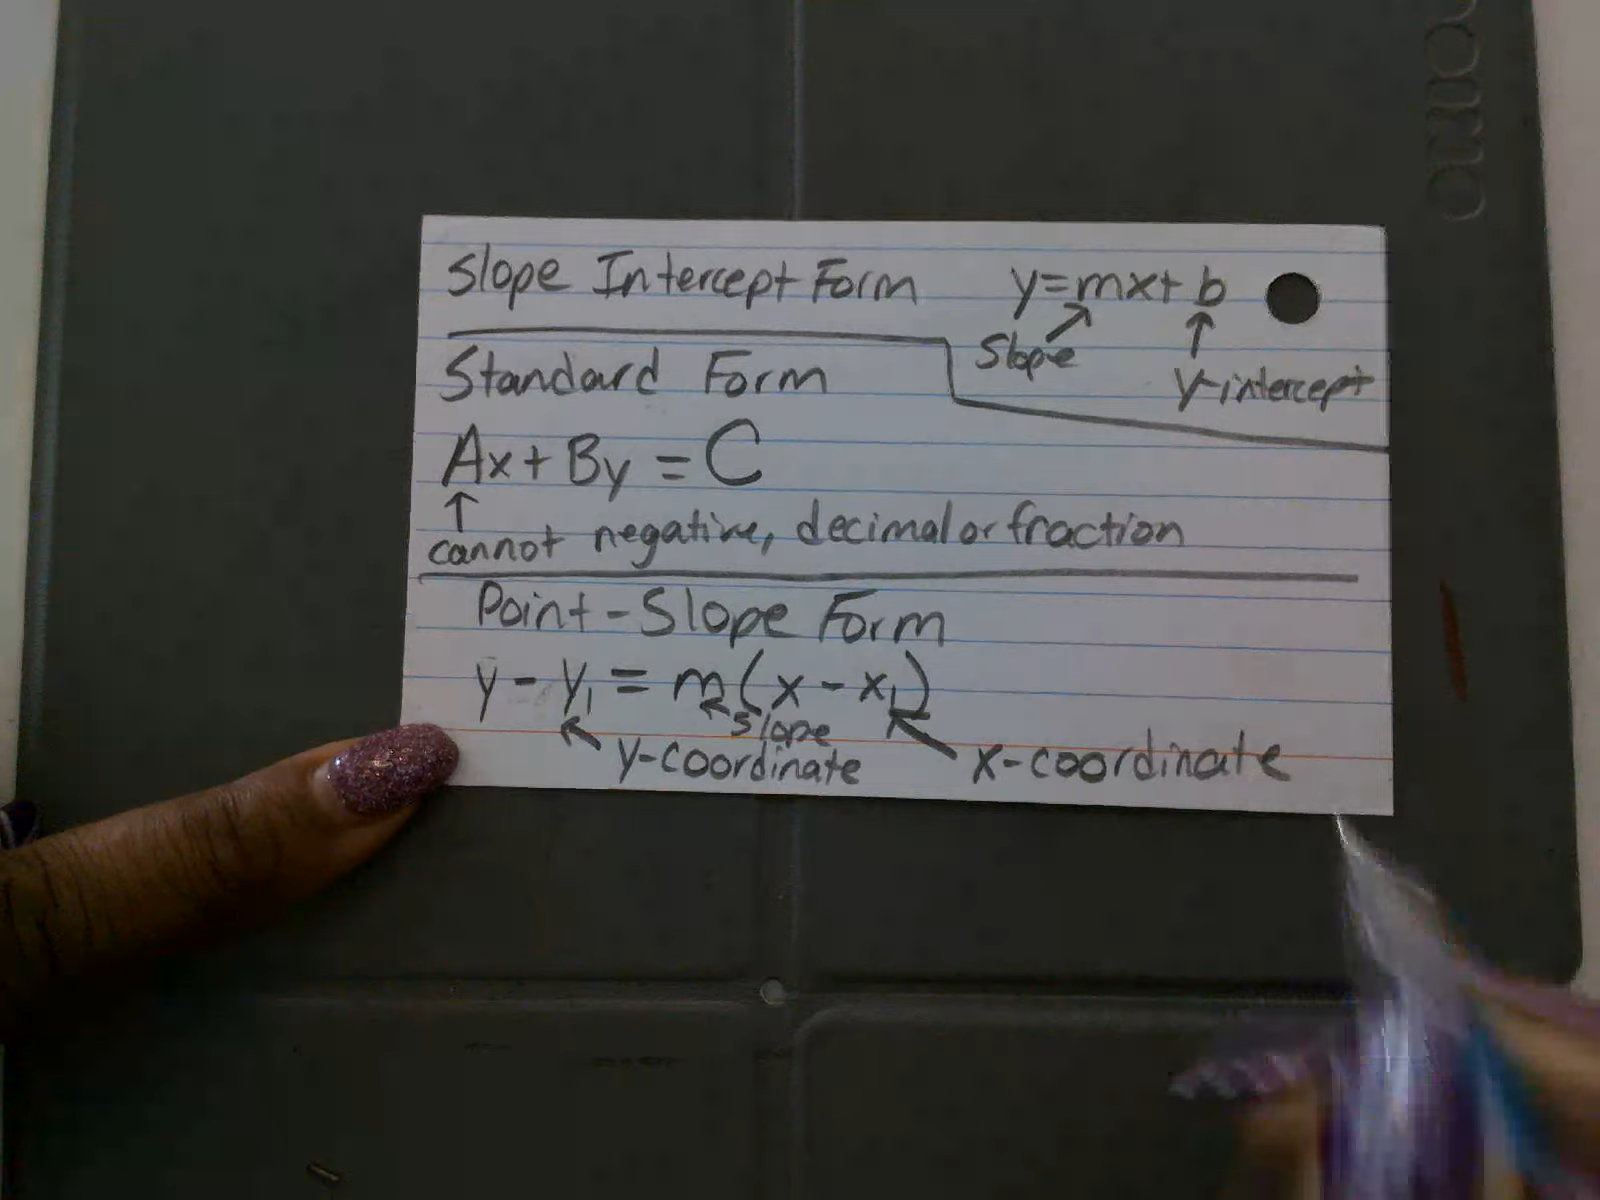 Slope Intercept Form y=mx+b
Slope
y-intercept
Standard Form
Ax + By = C
cannot negative, decimal or fraction
Point-Slope Form
y - y₁ = m(x - x₁)
slope
y-coordinate
x-coordinate